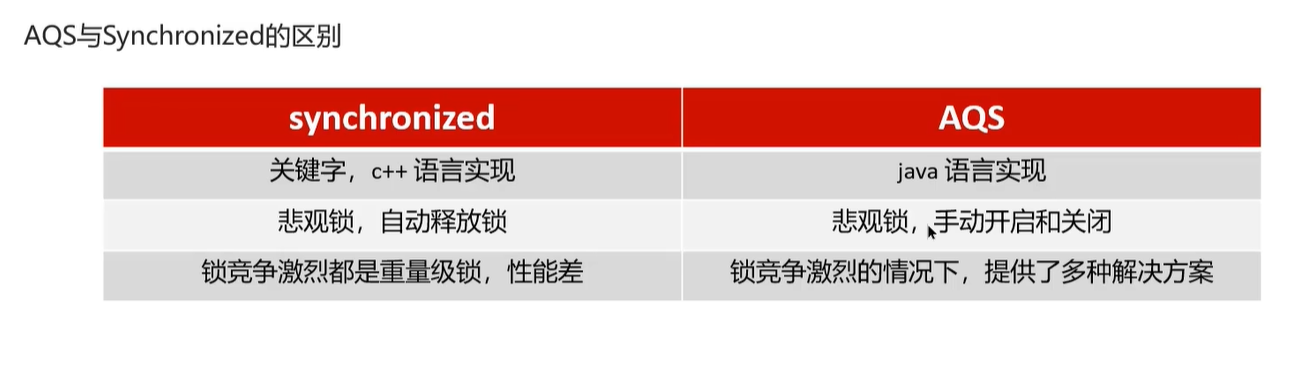 AQS与Synchronized的区别
synchronized AQS
关键字，c++ 语言实现 java 语言实现
悲观锁，自动释放锁 悲观锁，手动开启和关闭
锁竞争激烈都是重量级锁，性能差 锁竞争激烈的情况下，提供了多种解决方案